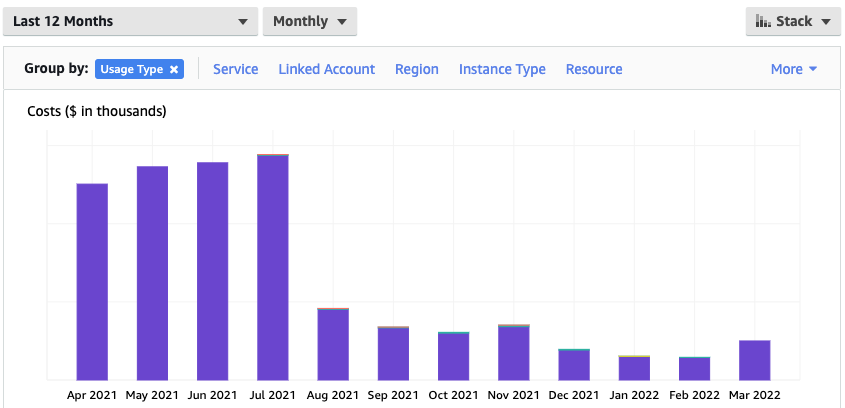 Last 12 Months Monthly Stack
Group by: Usage Type × Service Linked Account Region Instance Type Resource More
Costs ($ in thousands)
Apr 2021 May 2021 Jun 2021 Jul 2021 Aug 2021 Sep 2021 Oct 2021 Nov 2021 Dec 2021 Jan 2022 Feb 2022 Mar 2022